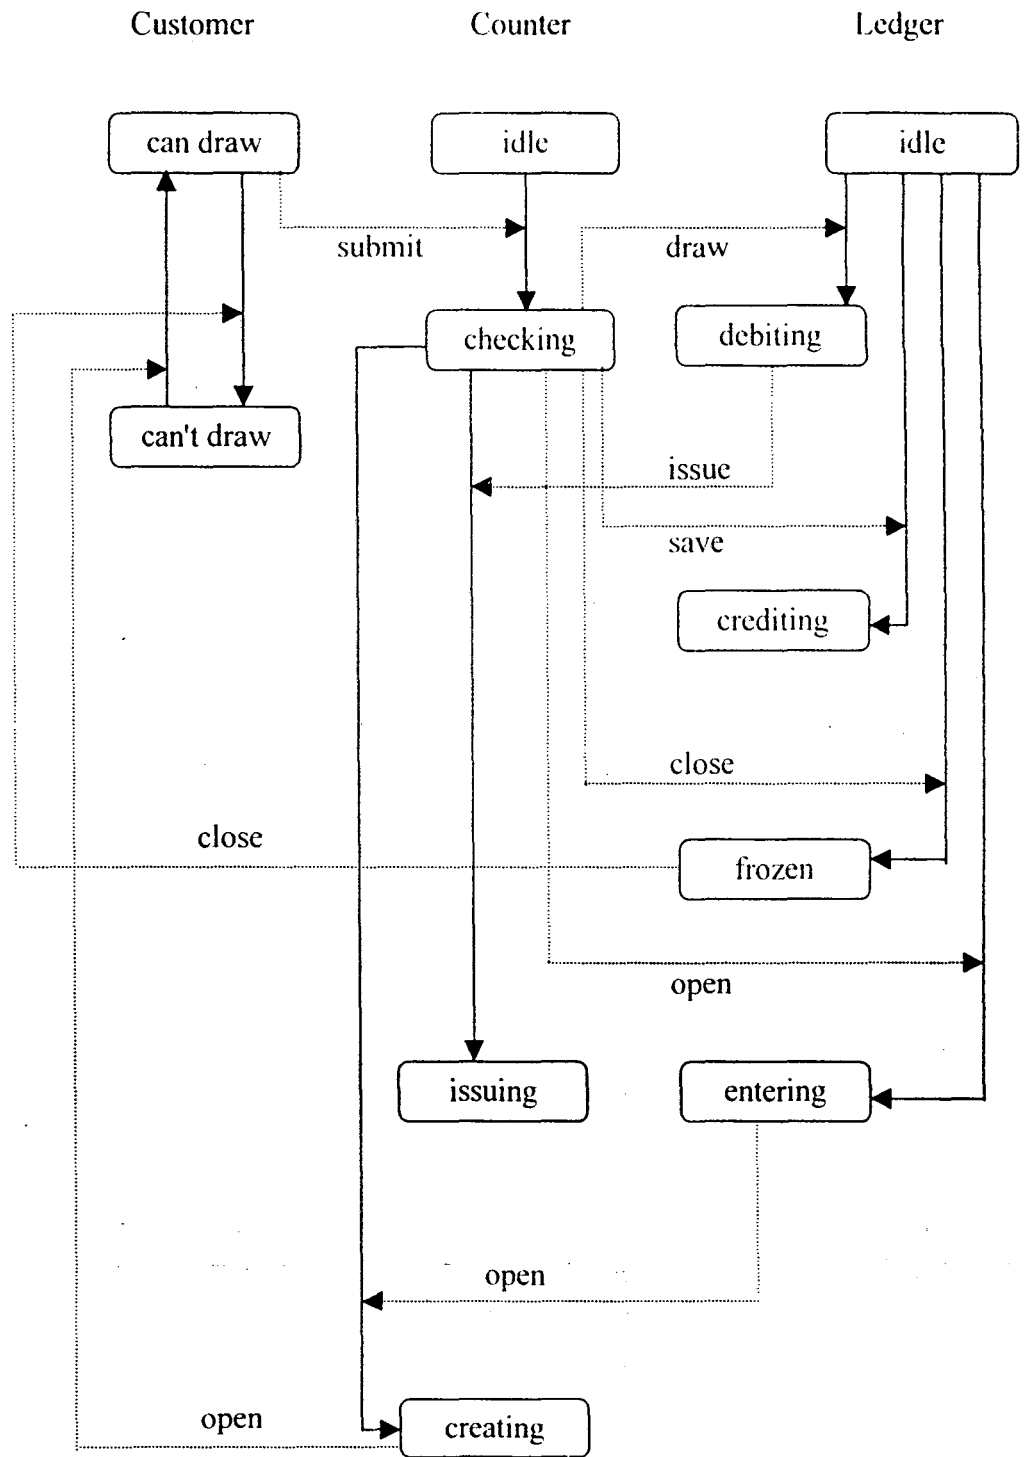 Customer Counter Ledger
can draw idle idle
submit draw
checking debiting
can't draw
issue
save
crediting
close
close
frozen
open
issuing entering
open
open creating